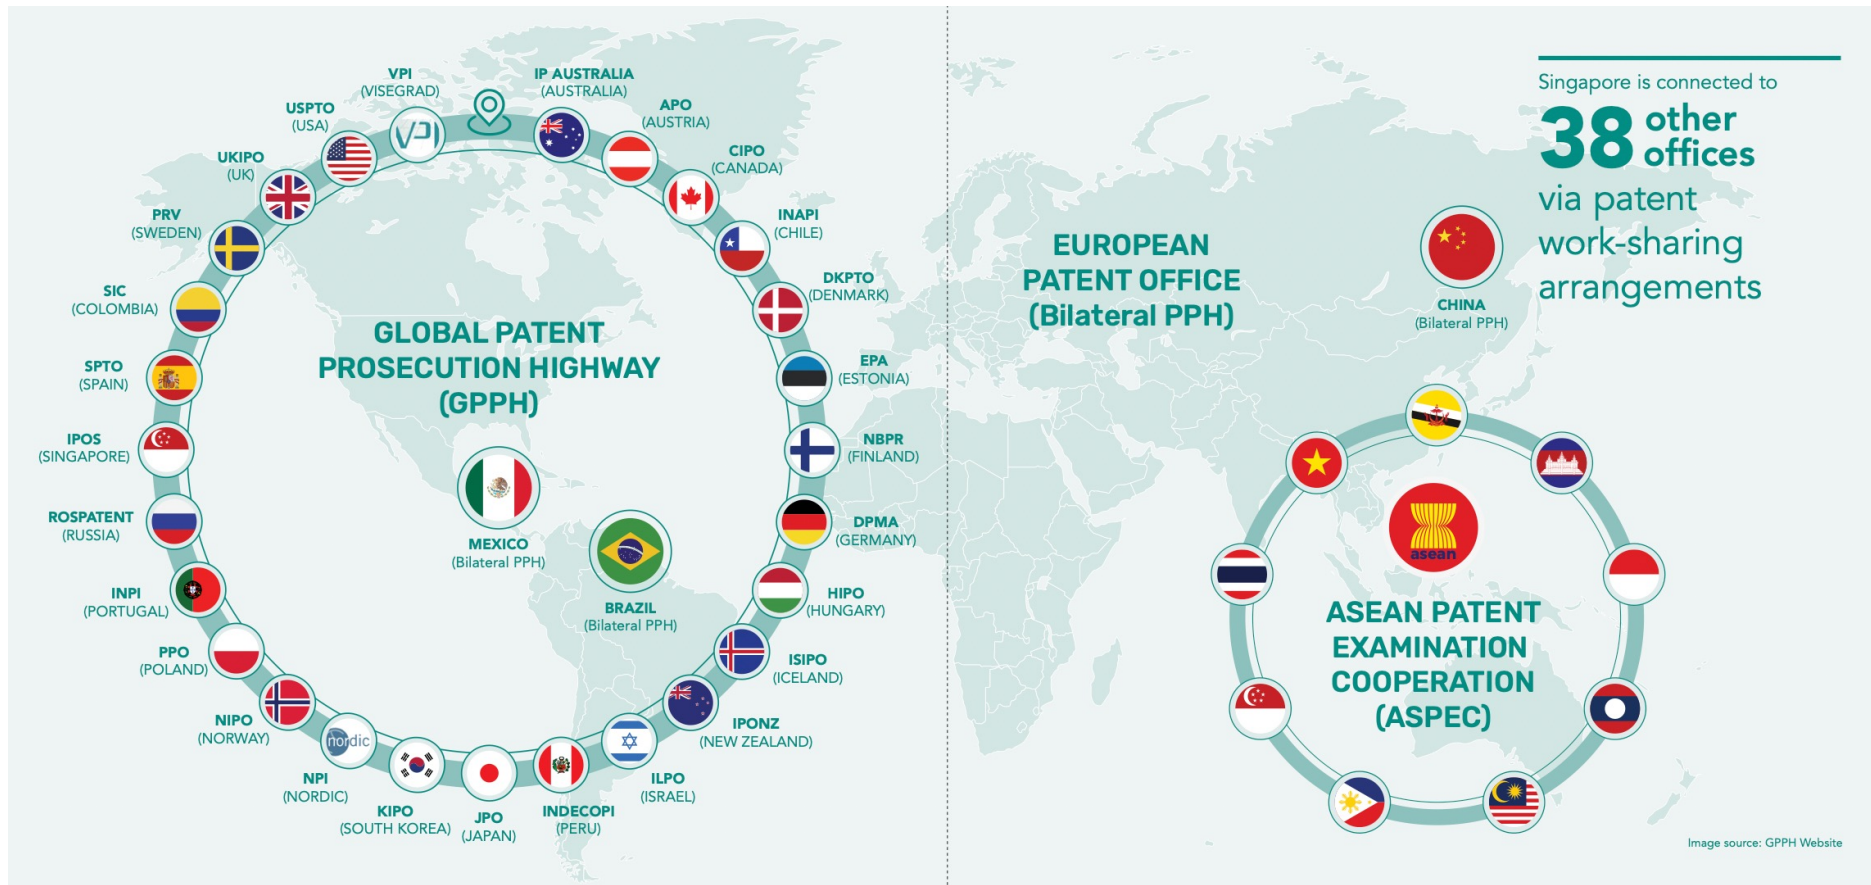 VPI
(VISEGRAD)
IP AUSTRALIA
(AUSTRALIA)
USPTO
(USA)
APO
(AUSTRIA)
UKIPO
(UK)
CIPO
(CANADA)
PRV
(SWEDEN)
INAPI
(CHILE)
SIC
(COLOMBIA)
DKPTO
(DENMARK)
SPTO
(SPAIN)
EPA
(ESTONIA)
IPOS
(SINGAPORE)
NBPR
(FINLAND)
ROSPATENT
(RUSSIA)
DPMA
(GERMANY)
INPI
(PORTUGAL)
HIPO
(HUNGARY)
PPO
(POLAND)
ISIPO
(ICELAND)
NIPO
(NORWAY)
IPONZ
(NEW ZEALAND)
NPI
(NORDIC)
ILPO
(ISRAEL)
KIPO
(SOUTH KOREA)
JPO
(JAPAN)
INDECOPI
(PERU)
VPI
nordic
GLOBAL PATENT
PROSECUTION HIGHWAY
(GPPH)
MEXICO
(Bilateral PPH)
BRAZIL
(Bilateral PPH)
EUROPEAN
PATENT OFFICE
(Bilateral PPH)
CHINA
(Bilateral PPH)
Singapore is connected to
38 other
offices
via patent
work-sharing
arrangements
asean
ASEAN PATENT
EXAMINATION
COOPERATION
(ASPEC)
Image source: GPPH Website